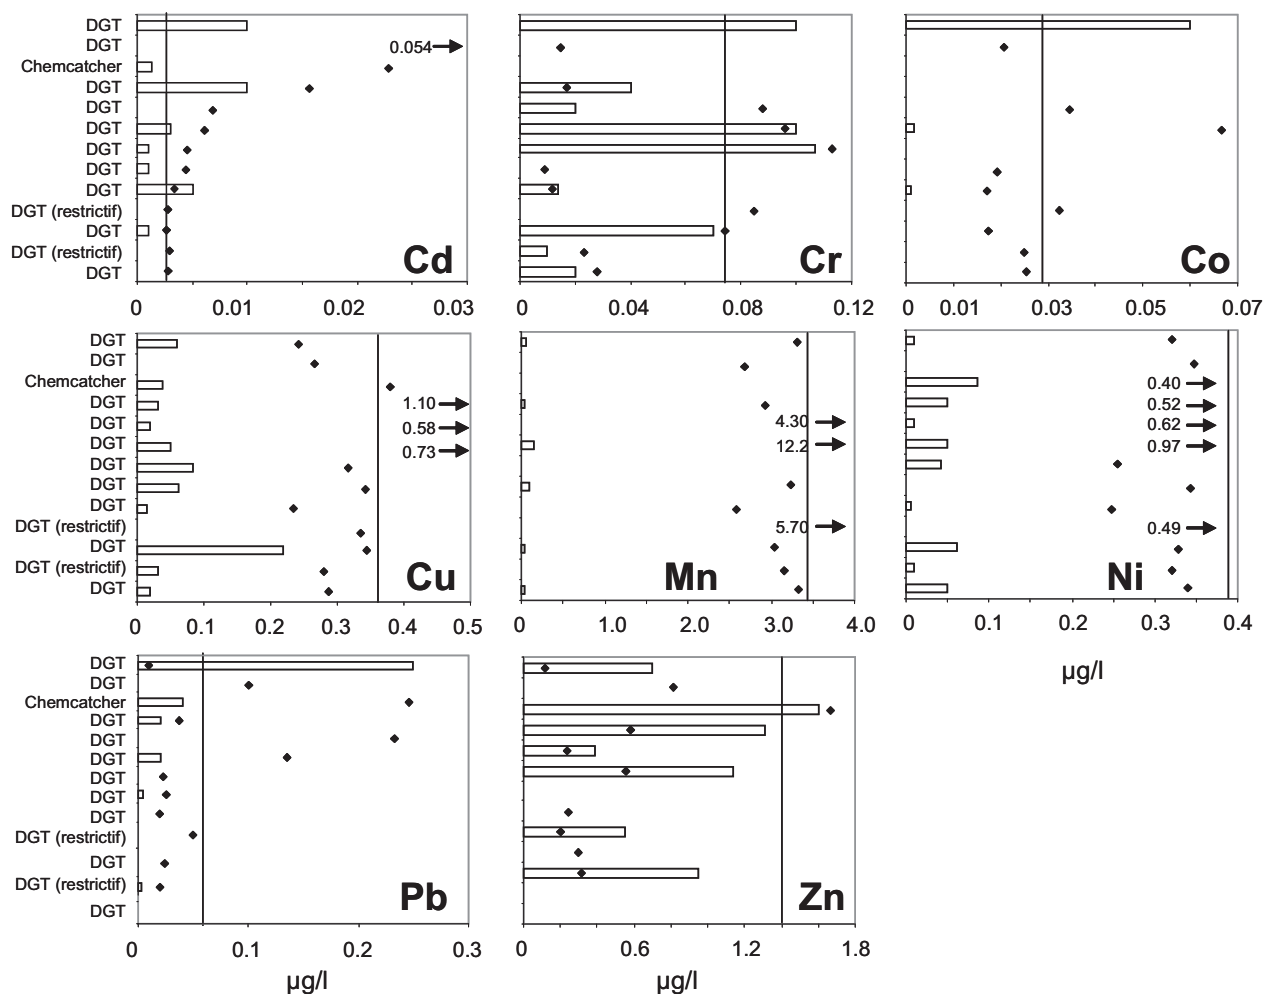 DGT
DGT
0.054
Chemcatcher
DGT
DGT
DGT
DGT
DGT
DGT
DGT (restrictif)
DGT
DGT (restrictif)
DGT
Cd
Cr
Co
0 0.01 0.02 0.03
0 0.04 0.08 0.12
0 0.01 0.03 0.05 0.07
DGT
DGT
Chemcatcher
DGT
DGT
DGT
DGT
DGT
DGT
DGT (restrictif)
DGT
DGT (restrictif)
DGT
1.10
0.58
0.73
Cu
4.30
12.2
5.70
Mn
0.40
0.52
0.62
0.97
0.49
Ni
0 0.1 0.2 0.3 0.4 0.5
0 1.0 2.0 3.0 4.0
0 0.1 0.2 0.3 0.4
µg/l
DGT
DGT
Chemcatcher
DGT
DGT
DGT
DGT
DGT
DGT
DGT (restrictif)
DGT
DGT (restrictif)
DGT
Pb
Zn
0 0.1 0.2 0.3
0 0.6 1.2 1.8
µg/l
µg/l